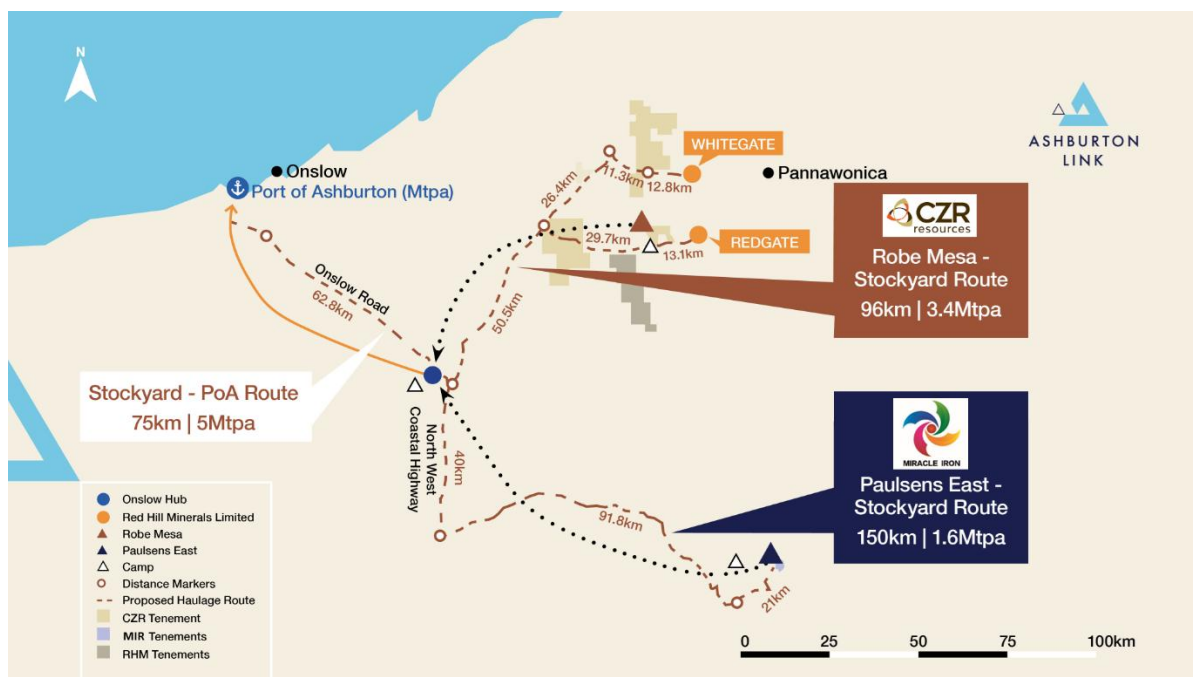 N
ASHBURTON
LINK
WHITEGATE
Onslow
Port of Ashburton (Mtpa)
Pannawonica
11.3km
12.8km
26.4km
CZR
resources
Robe Mesa -
Stockyard Route
96km | 3.4Mtpa
29.7km
REDGATE
13.1km
Onslow Road
62.8km
50.5km
Stockyard - PoA Route
75km | 5Mtpa
North West
Coastal Highway
40km
MIRACLE IRON
Paulsens East -
Stockyard Route
150km | 1.6Mtpa
91.8km
21km
Onslow Hub
Red Hill Minerals Limited
Robe Mesa
Paulsens East
Camp
Distance Markers
Proposed Haulage Route
CZR Tenement
MIR Tenements
RHM Tenements
0 25 50 75 100km